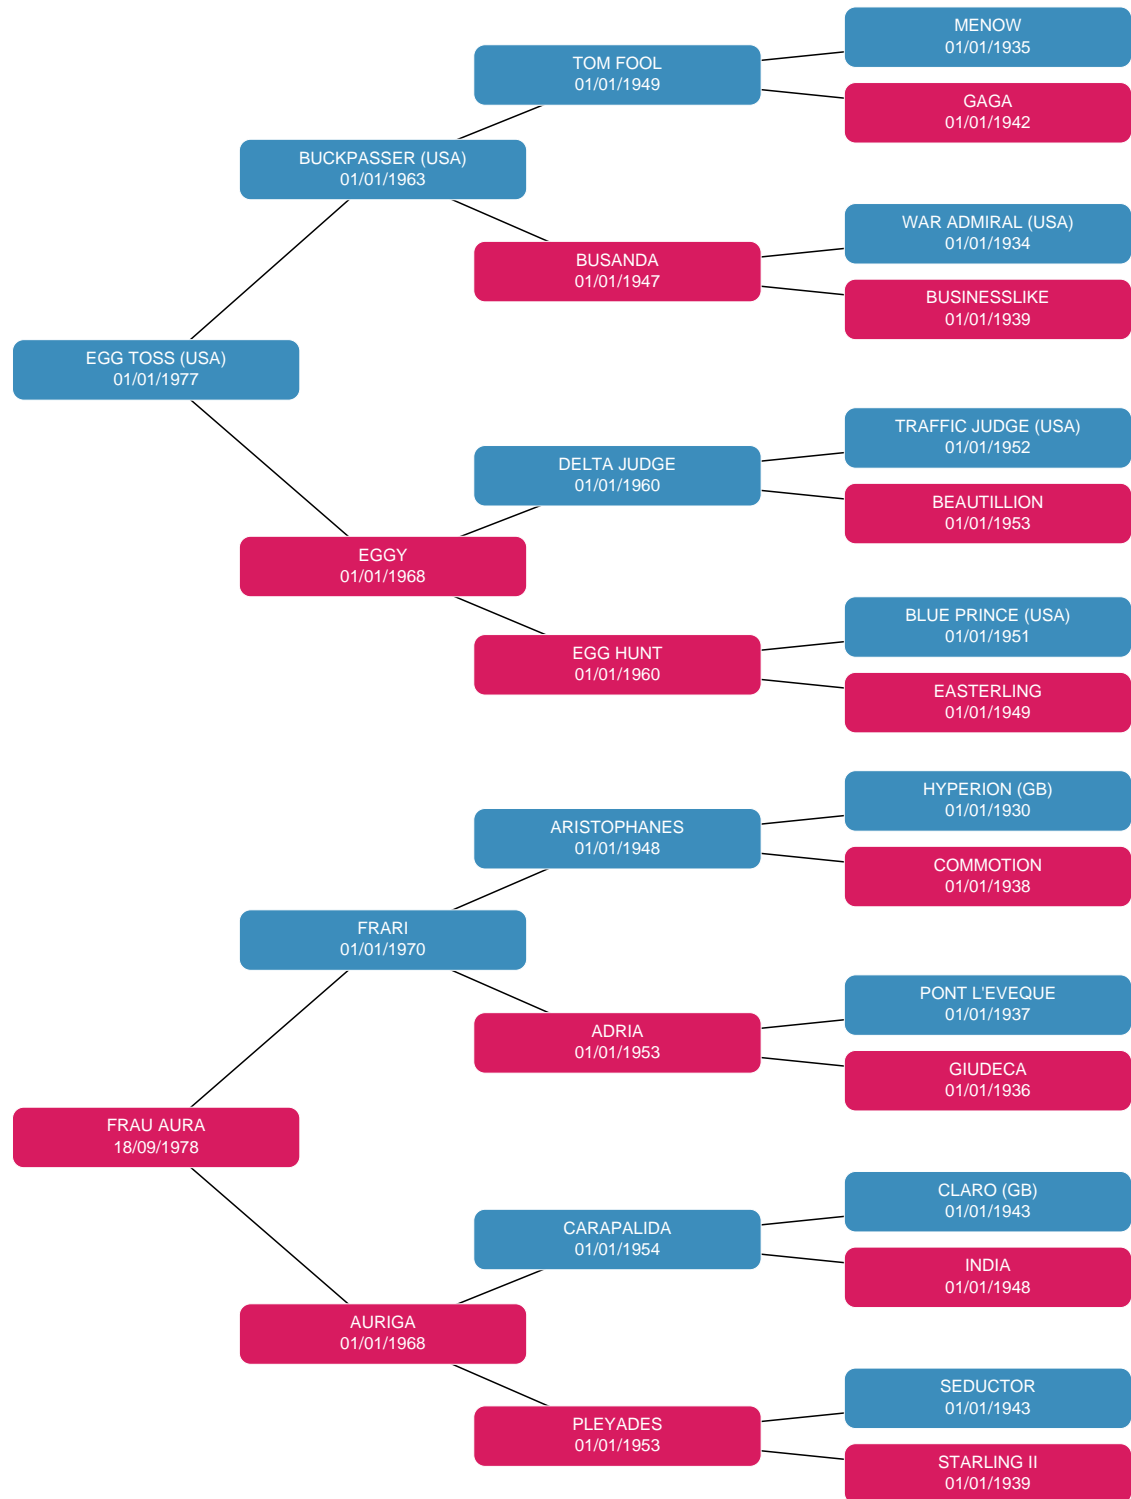 MENOW
01/01/1935
TOM FOOL
01/01/1949
GAGA
01/01/1942
BUCKPASSER (USA)
01/01/1963
WAR ADMIRAL (USA)
01/01/1934
BUSANDA
01/01/1947
BUSINESSLIKE
01/01/1939
EGG TOSS (USA)
01/01/1977
TRAFFIC JUDGE (USA)
01/01/1952
DELTA JUDGE
01/01/1960
BEAUTILLION
01/01/1953
EGGY
01/01/1968
BLUE PRINCE (USA)
01/01/1951
EGG HUNT
01/01/1960
EASTERLING
01/01/1949
HYPERION (GB)
01/01/1930
ARISTOPHANES
01/01/1948
COMMOTION
01/01/1938
FRARI
01/01/1970
PONT L'EVEQUE
01/01/1937
ADRIA
01/01/1953
GIUDECA
01/01/1936
FRAU AURA
18/09/1978
CLARO (GB)
01/01/1943
CARAPALIDA
01/01/1954
INDIA
01/01/1948
AURIGA
01/01/1968
SEDUCTOR
01/01/1943
PLEYADES
01/01/1953
STARLING II
01/01/1939